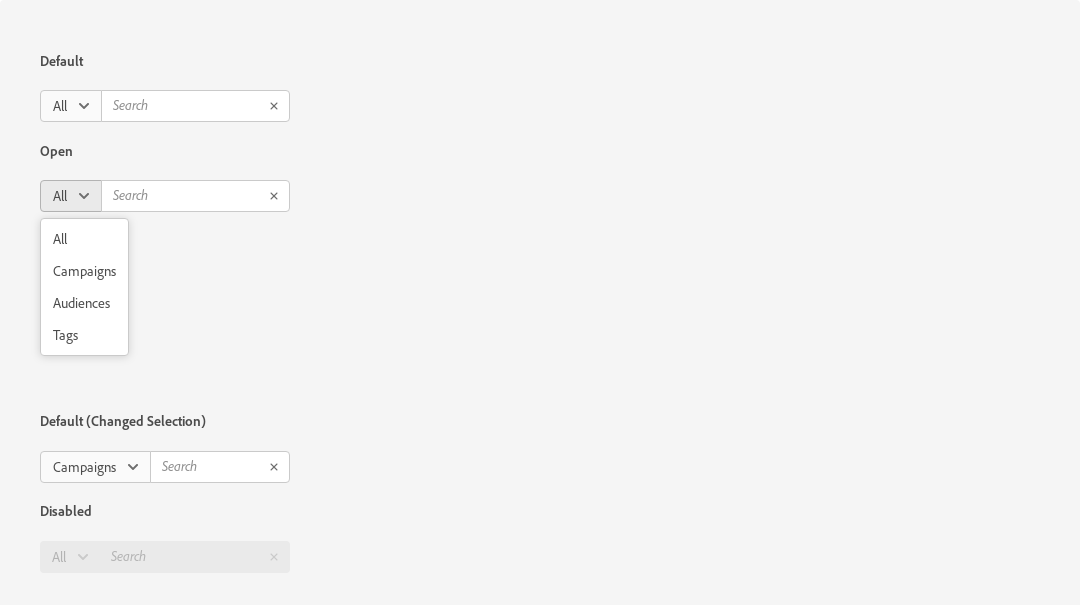 Default
All Search
Open
All Search
All
Campaigns
Audiences
Tags
Default (Changed Selection)
Campaigns Search
Disabled
All Search